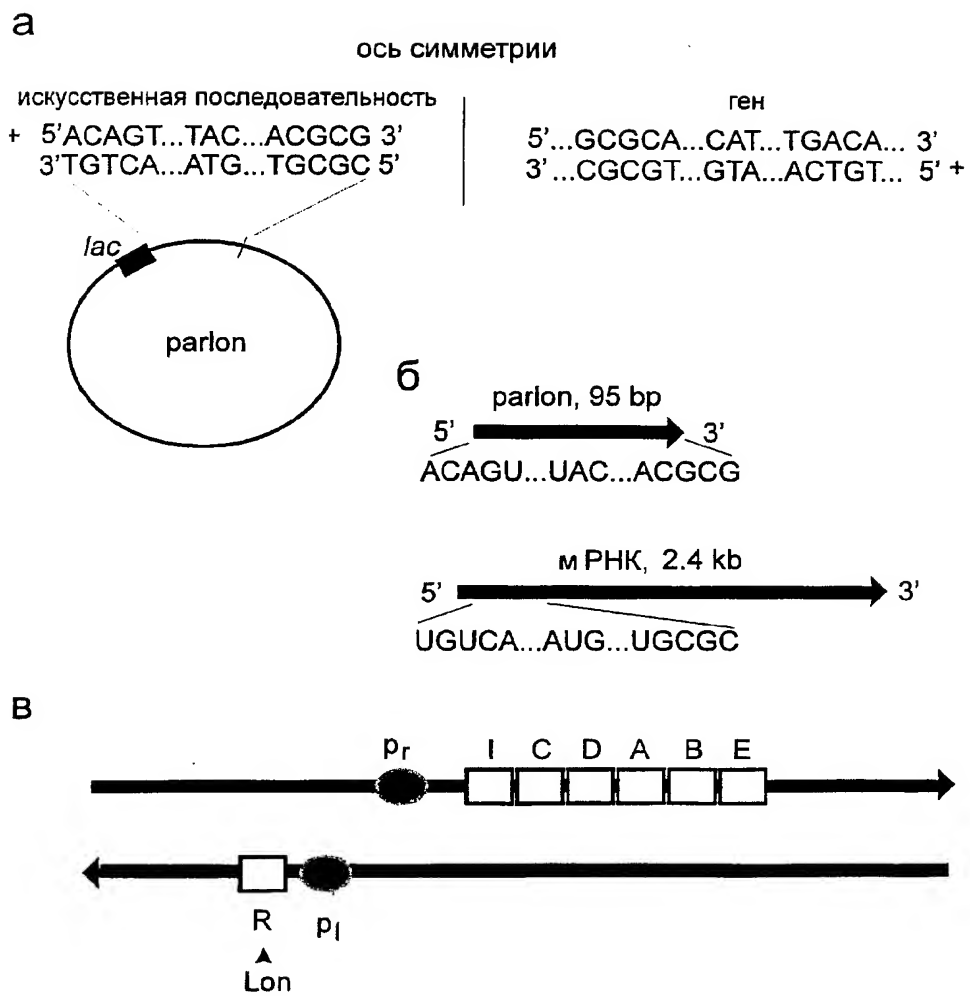 а
ось симметрии
искусственная последовательность
ген
+ 5'ACAGT...TAC...ACGCG 3'
3'TGTCA...ATG...TGCGC 5'
5' ...GCGCA...CAT...TGACA... 3'
3' ...CGCGT...GTA...ACTGT... 5' +
lac
parlon
б
parlon, 95 bp
5' 3'
ACAGU...UAC...ACGCG
м РНК, 2.4 kb
5' 3'
UGUCA...AUG...UGCGC
в
pr I C D A B E
R pl
Lon